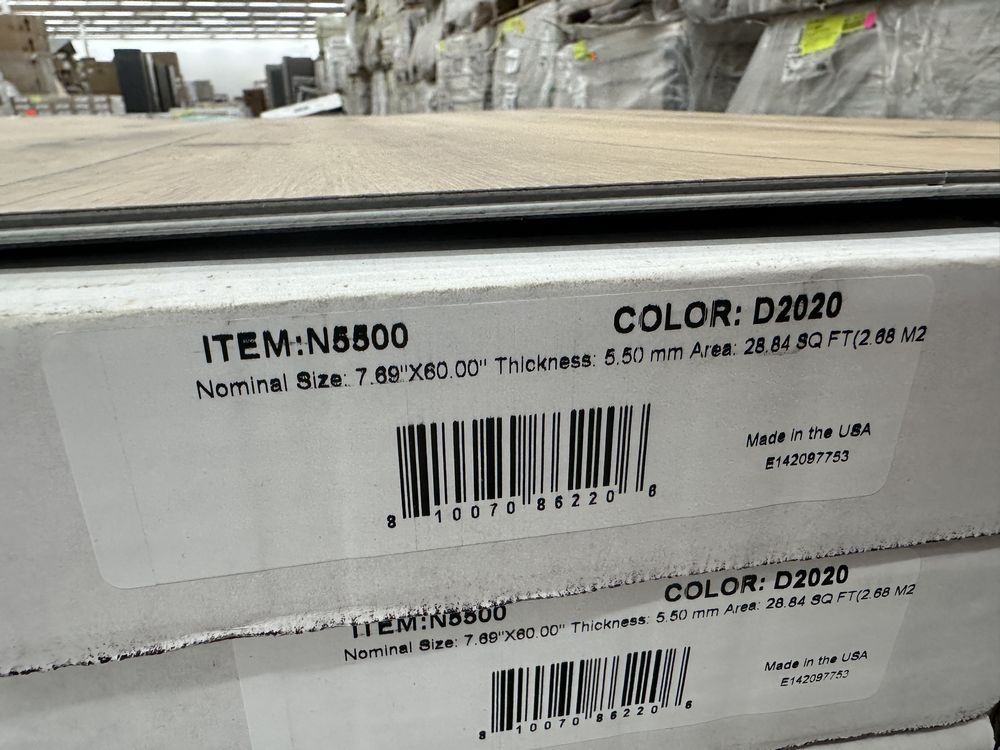 ITEM:N5500 COLOR: D2020
Nominal Size: 7.69"X60.00" Thickness: 5.50 mm Area: 28.84 SQ FT(2.68 M2
Made in the USA
E142097753
8 10070 86220 6
ITEM:N5500 COLOR: D2020
Nominal Size: 7.69"X60.00" Thickness: 5.50 mm Area: 28.84 SQ FT(2.68 M2
Made in the USA
E142097753
8 10070 86220 6